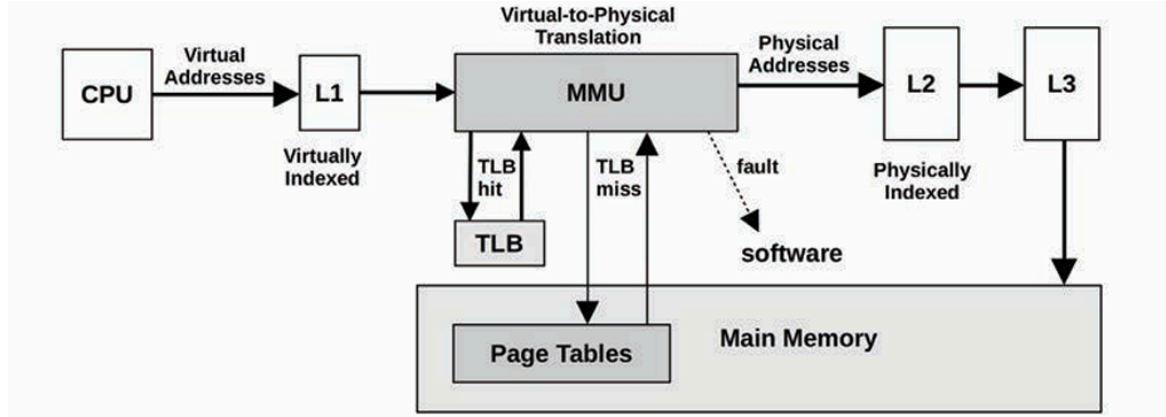 Virtual-to-Physical
Translation
Virtual
Addresses
Physical
Addresses
CPU
L1
MMU
L2
L3
Virtually
Indexed
TLB
hit
TLB
miss
fault
Physically
Indexed
TLB
software
Main Memory
Page Tables